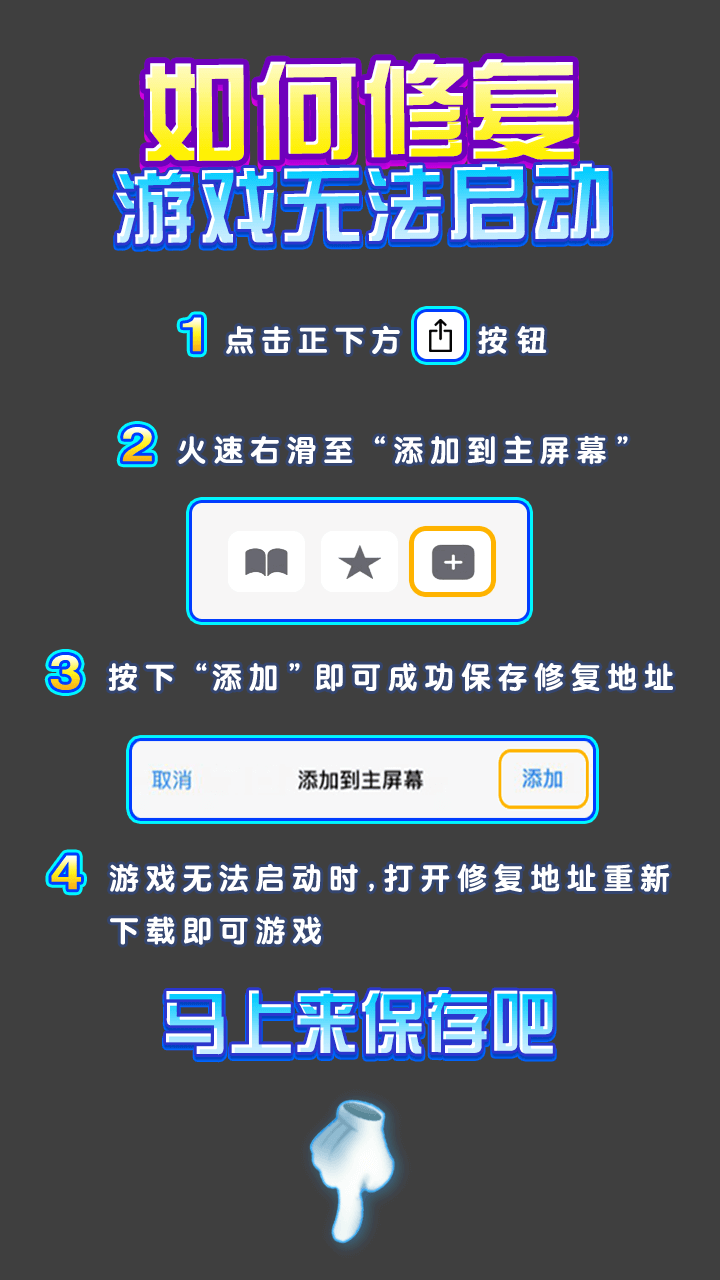 如何修复
游戏无法启动
1 点击正下方 按钮
2 火速右滑至“添加到主屏幕”
3 按下“添加”即可成功保存修复地址
取消 添加到主屏幕 添加
4 游戏无法启动时,打开修复地址重新
下载即可游戏
马上来保存吧